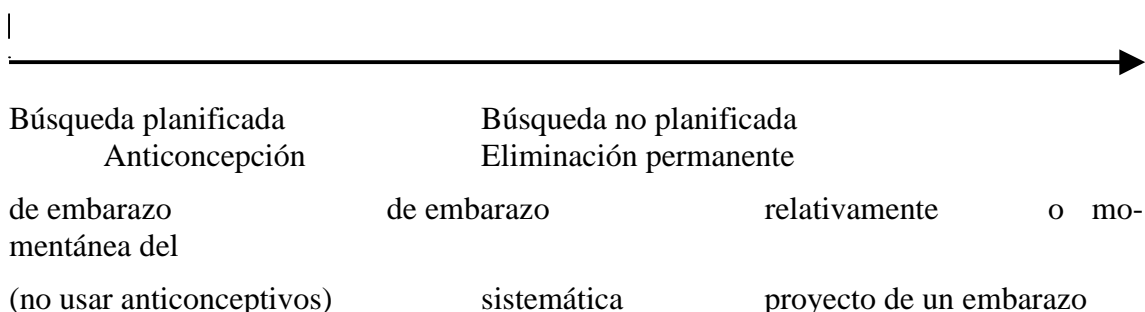 Búsqueda planificada Búsqueda no planificada
Anticoncepción Eliminación permanente
de embarazo de embarazo relativamente o mo-
mentánea del
(no usar anticonceptivos) sistemática proyecto de un embarazo